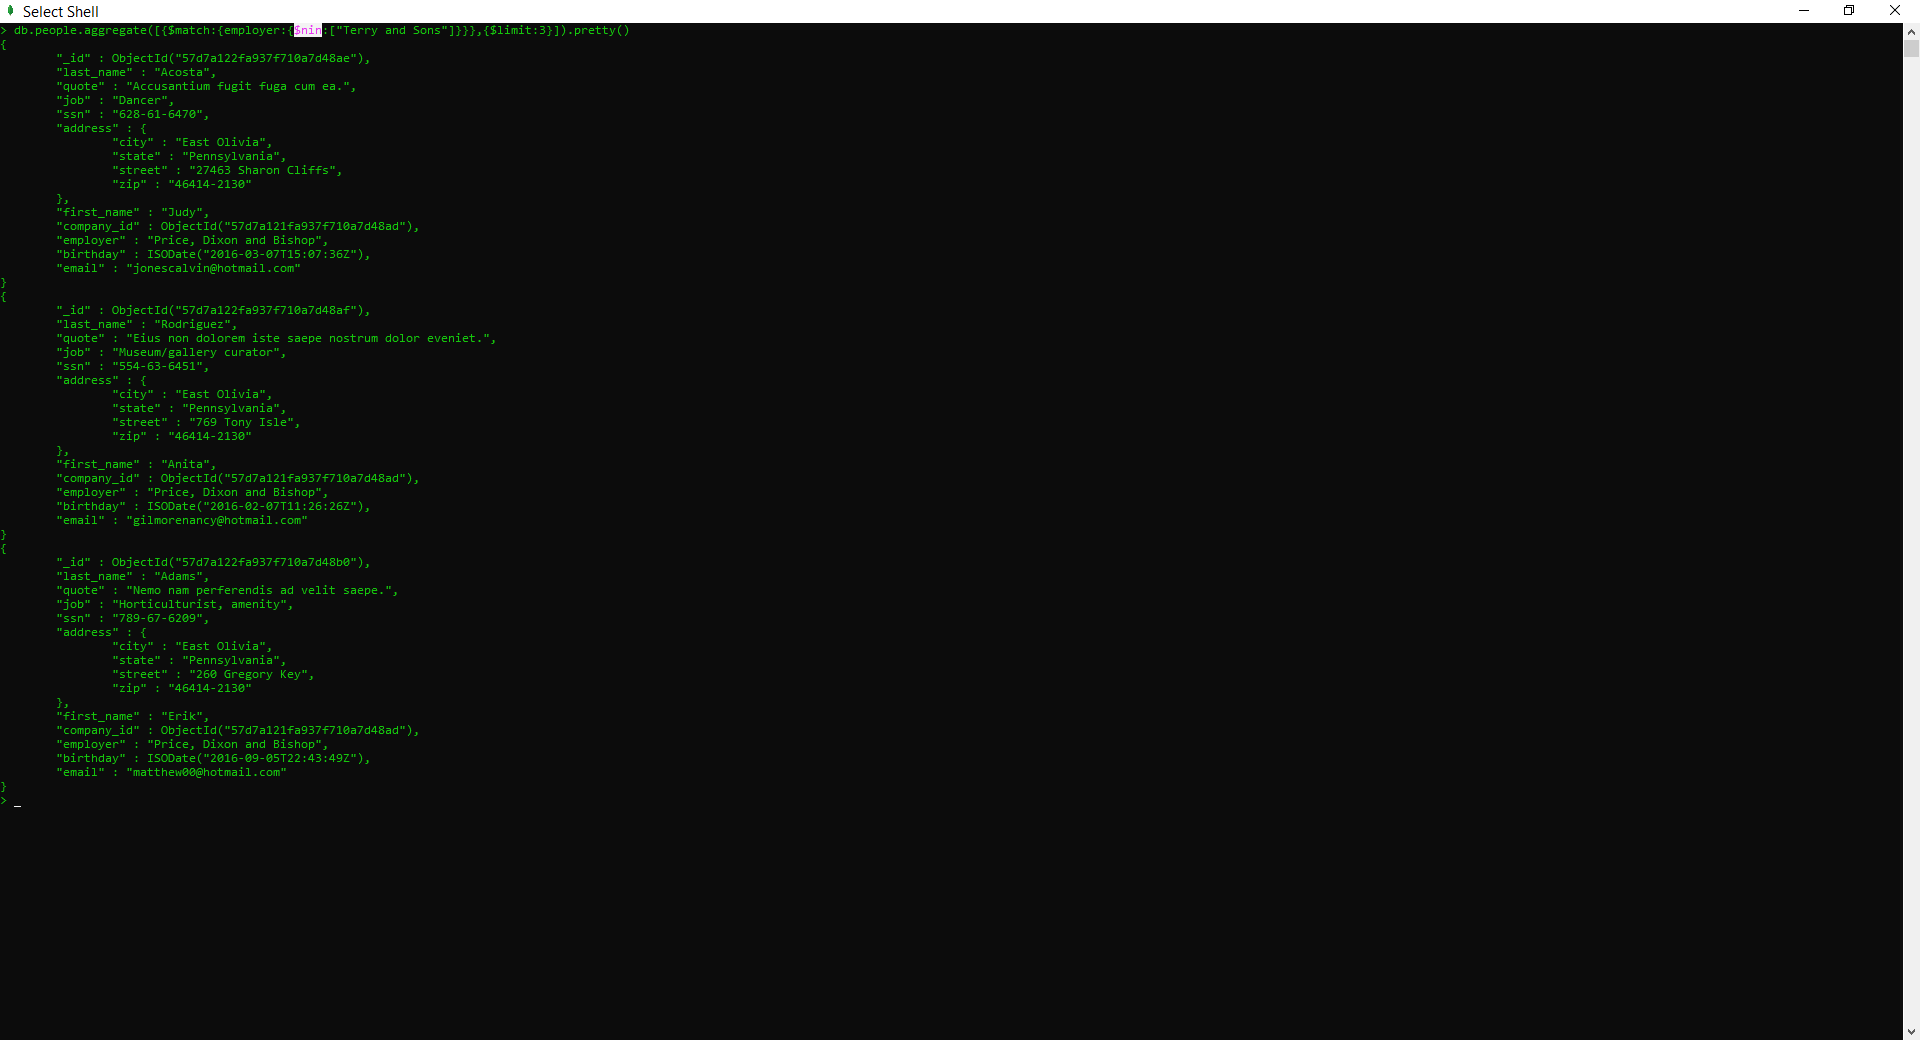 Select Shell
> db.people.aggregate([{$match:{employer:{$nin:["Terry and Sons"]}}},{$limit:3}]).pretty()
{
        "_id" : ObjectId("57d7a122fa937f710a7d48ae"),
        "last_name" : "Acosta",
        "quote" : "Accusantium fugit fuga cum ea.",
        "job" : "Dancer",
        "ssn" : "628-61-6470",
        "address" : {
                "city" : "East Olivia",
                "state" : "Pennsylvania",
                "street" : "27463 Sharon Cliffs",
                "zip" : "46414-2130"
        },
        "first_name" : "Judy",
        "company_id" : ObjectId("57d7a121fa937f710a7d48ad"),
        "employer" : "Price, Dixon and Bishop",
        "birthday" : ISODate("2016-03-07T15:07:36Z"),
        "email" : "jonescalvin@hotmail.com"
}
{
        "_id" : ObjectId("57d7a122fa937f710a7d48af"),
        "last_name" : "Rodriguez",
        "quote" : "Eius non dolorem iste saepe nostrum dolor eveniet.",
        "job" : "Museum/gallery curator",
        "ssn" : "554-63-6451",
        "address" : {
                "city" : "East Olivia",
                "state" : "Pennsylvania",
                "street" : "769 Tony Isle",
                "zip" : "46414-2130"
        },
        "first_name" : "Anita",
        "company_id" : ObjectId("57d7a121fa937f710a7d48ad"),
        "employer" : "Price, Dixon and Bishop",
        "birthday" : ISODate("2016-02-07T11:26:26Z"),
        "email" : "gilmorenancy@hotmail.com"
}
{
        "_id" : ObjectId("57d7a122fa937f710a7d48b0"),
        "last_name" : "Adams",
        "quote" : "Nemo nam perferendis ad velit saepe.",
        "job" : "Horticulturist, amenity",
        "ssn" : "789-67-6209",
        "address" : {
                "city" : "East Olivia",
                "state" : "Pennsylvania",
                "street" : "260 Gregory Key",
                "zip" : "46414-2130"
        },
        "first_name" : "Erik",
        "company_id" : ObjectId("57d7a121fa937f710a7d48ad"),
        "employer" : "Price, Dixon and Bishop",
        "birthday" : ISODate("2016-09-05T22:43:49Z"),
        "email" : "matthew00@hotmail.com"
}
> _